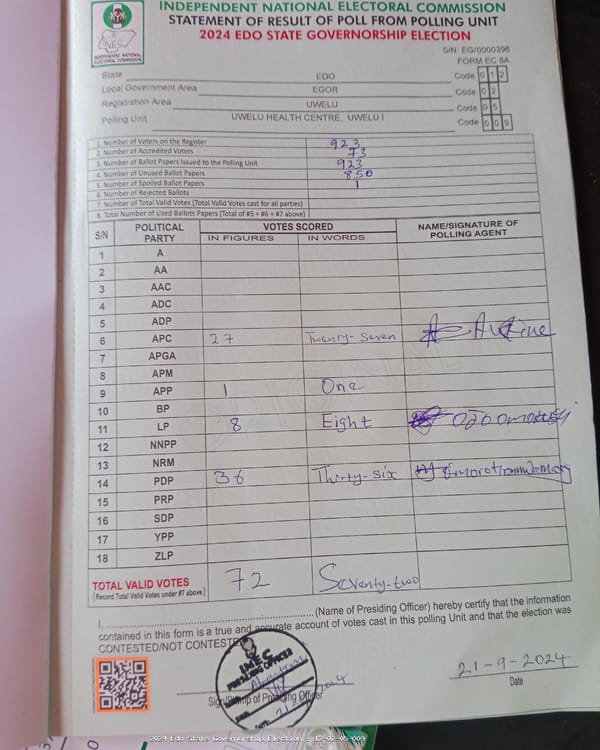 INDEPENDENT NATIONAL ELECTORAL COMMISSION
STATEMENT OF RESULT OF POLL FROM POLLING UNIT
2024 EDO STATE GOVERNORSHIP ELECTION
INEC
INDEPENDENT NATIONAL ELECTORAL COMMISSION
S/N: EG/0000396
FORM EC 8A
State EDO Code 1 2
Local Government Area EGOR Code 0 2
Registration Area UWELU Code 0 5
Polling Unit UWELU HEALTH CENTRE, UWELU I Code 0 0 9
1. Number of Voters on the Register 923
2. Number of Accredited Voters 73
3. Number of Ballot Papers Issued to the Polling Unit 923
4. Number of Unused Ballot Papers 850
5. Number of Spoiled Ballot Papers 1
6. Number of Rejected Ballots
7. Number of Total Valid Votes (Total Valid Votes cast for all parties)
8. Total Number of Used Ballots Papers (Total of #5 + #6 + #7 above)
S/N POLITICAL PARTY VOTES SCORED NAME/SIGNATURE OF POLLING AGENT
IN FIGURES IN WORDS
1 A
2 AA
3 AAC
4 ADC
5 ADP
6 APC 27 Twenty-Seven
7 APGA
8 APM
9 APP 1 One
10 BP
11 LP 8 Eight
12 NNPP
13 NRM
14 PDP 36 Thirty-six
15 PRP
16 SDP
17 YPP
18 ZLP
TOTAL VALID VOTES 72 Seventy-two
(Record Total Valid Votes under #7 above)
I, (Name of Presiding Officer) hereby certify that the information
contained in this form is a true and accurate account of votes cast in this polling Unit and that the election was
CONTESTED/NOT CONTESTED
INEC
PRESIDING OFFICER
Sign/Stamp of Presiding Officer
21-9-2024
Date
2024 Edo State Governorship Election - 12-02-05-009